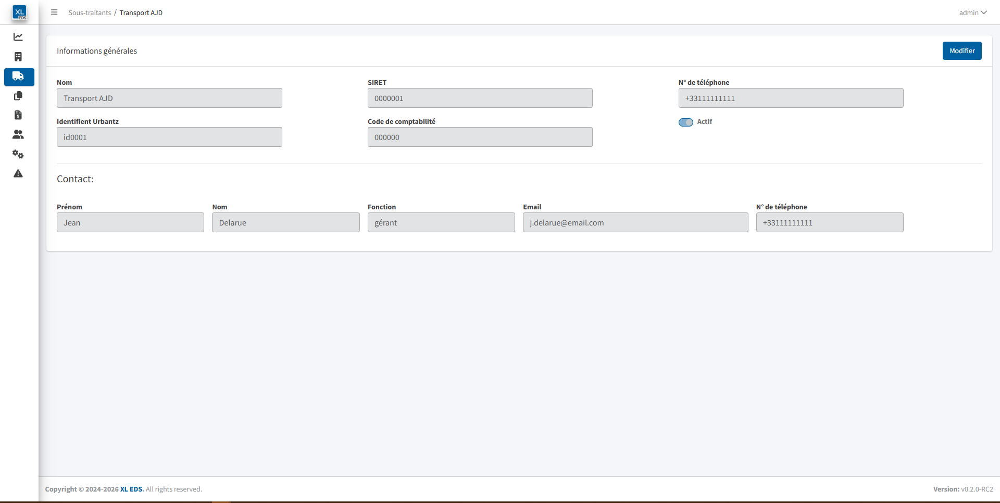 XL
EDS
Sous-traitants / Transport AJD
admin
Informations générales
Modifier
Nom
SIRET
N° de téléphone
Transport AJD
0000001
+33111111111
Identifient Urbantz
Code de comptabilité
Actif
id0001
000000
Contact:
Prénom
Nom
Fonction
Email
N° de téléphone
Jean
Delarue
gérant
j.delarue@email.com
+33111111111
Copyright © 2024-2026 XL EDS. All rights reserved.
Version: v0.2.0-RC2